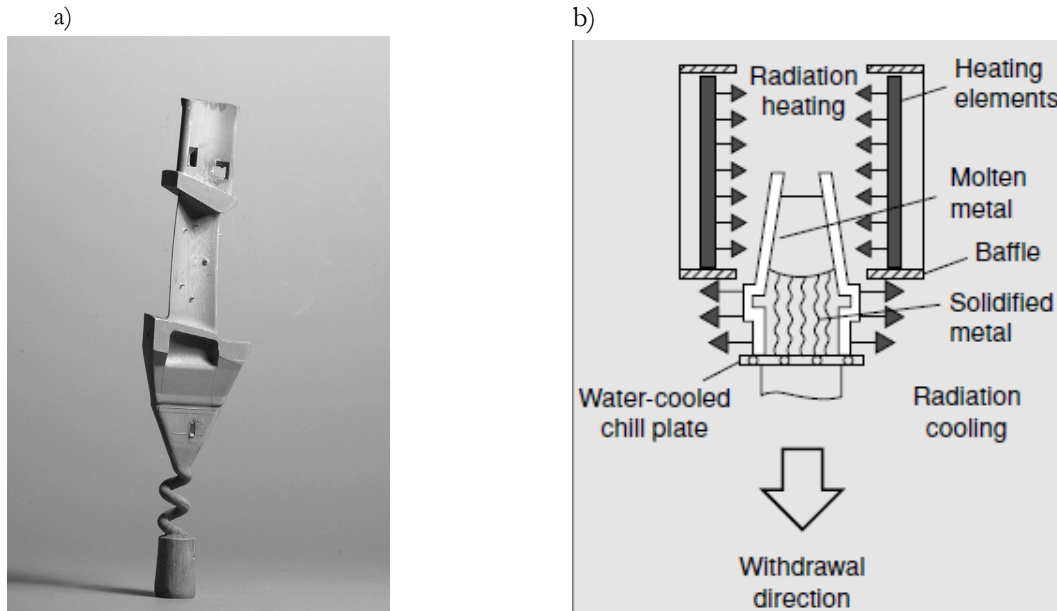 a)
b)
Radiation
heating
Heating
elements
Molten
metal
Baffle
Solidified
metal
Water-cooled
chill plate
Radiation
cooling
Withdrawal
direction